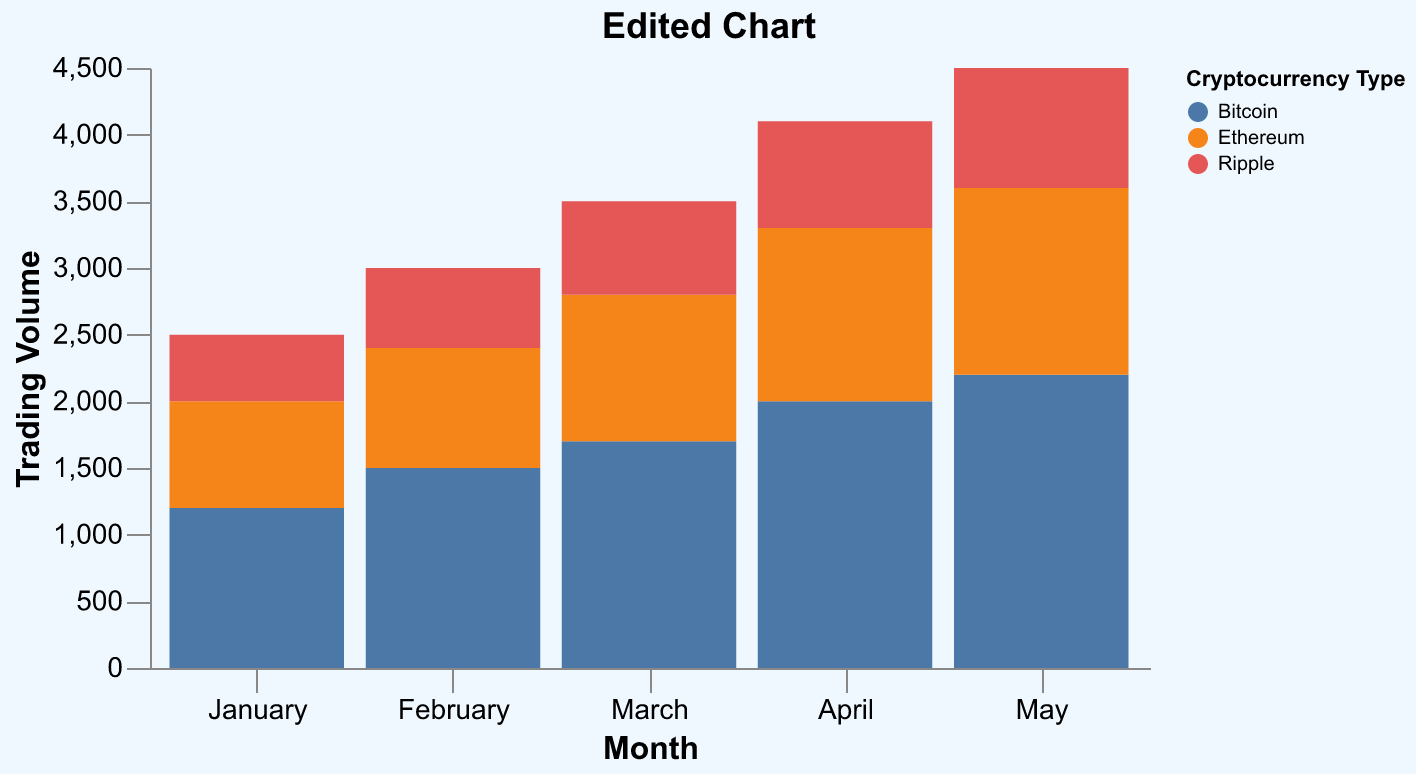 Edited Chart
4,500
4,000
3,500
3,000
2,500
2,000
1,500
1,000
500
0
Trading Volume
January
February
March
April
May
Month
Cryptocurrency Type
Bitcoin
Ethereum
Ripple